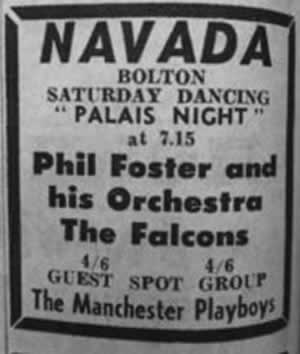 NAVADA
BOLTON
SATURDAY DANCING
"PALAIS NIGHT"
at 7.15
Phil Foster and
his Orchestra
The Falcons
4/6 4/6
GUEST SPOT GROUP
The Manchester Playboys